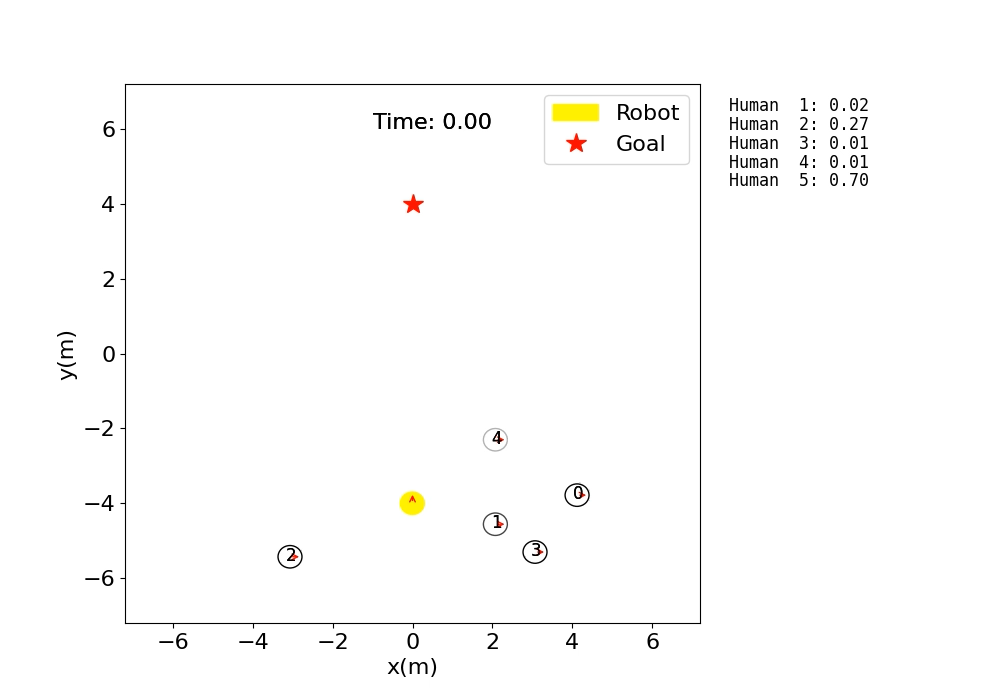 Time: 0.00
Robot
Goal
Human  1: 0.02
Human  2: 0.27
Human  3: 0.01
Human  4: 0.01
Human  5: 0.70
y(m)
6
4
2
0
−2
−4
−6
4
0
1
3
2
−6 −4 −2 0 2 4 6
x(m)